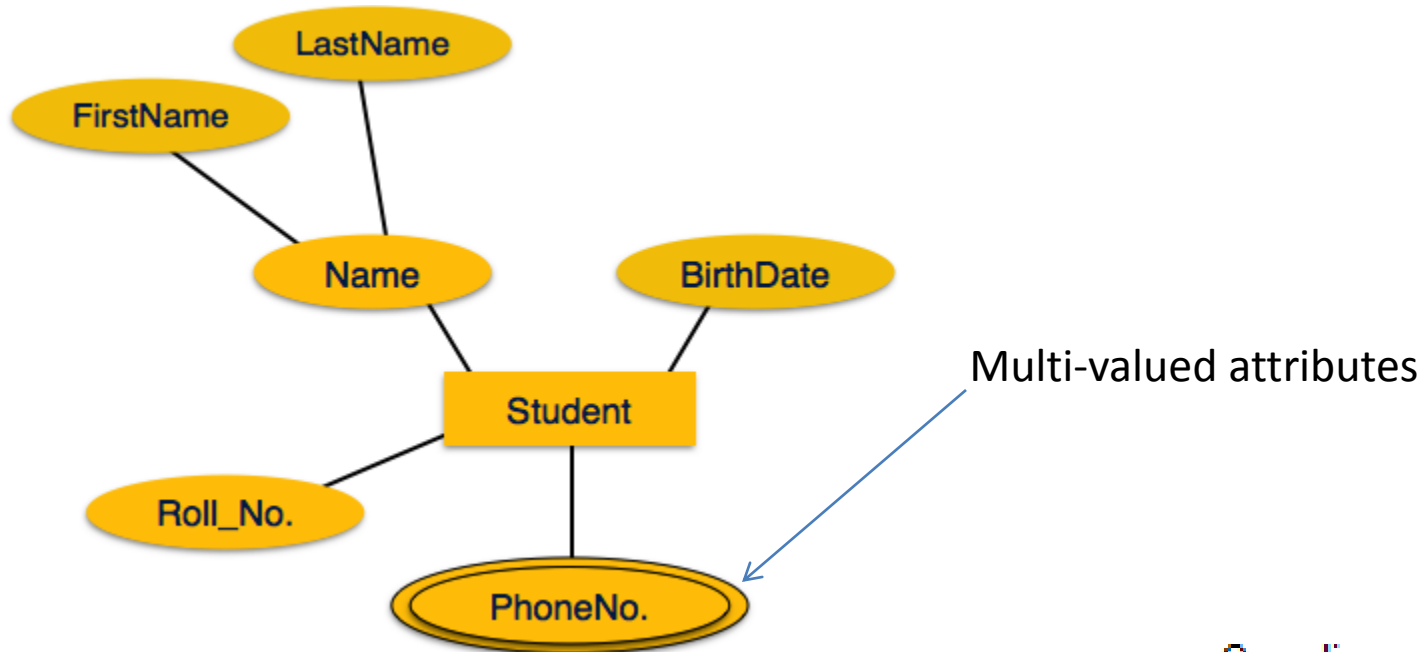 LastName
FirstName
Name
BirthDate
Multi-valued attributes
Student
Roll_No.
PhoneNo.